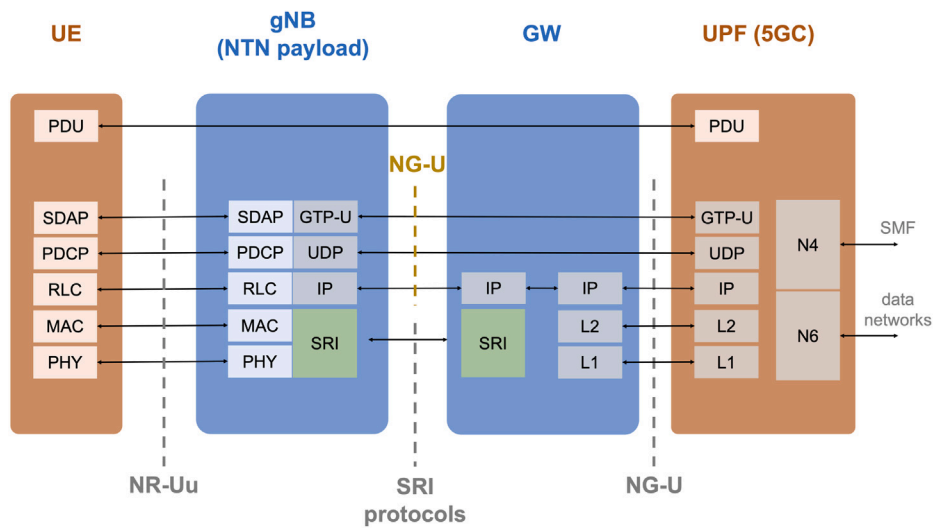 UE
gNB
(NTN payload)
GW
UPF (5GC)
PDU
PDU
NG-U
SDAP
SDAP
GTP-U
GTP-U
N4
SMF
PDCP
PDCP
UDP
UDP
RLC
RLC
IP
IP
IP
IP
MAC
MAC
SRI
SRI
L2
L2
N6
data
networks
PHY
PHY
L1
L1
NR-Uu
SRI
protocols
NG-U